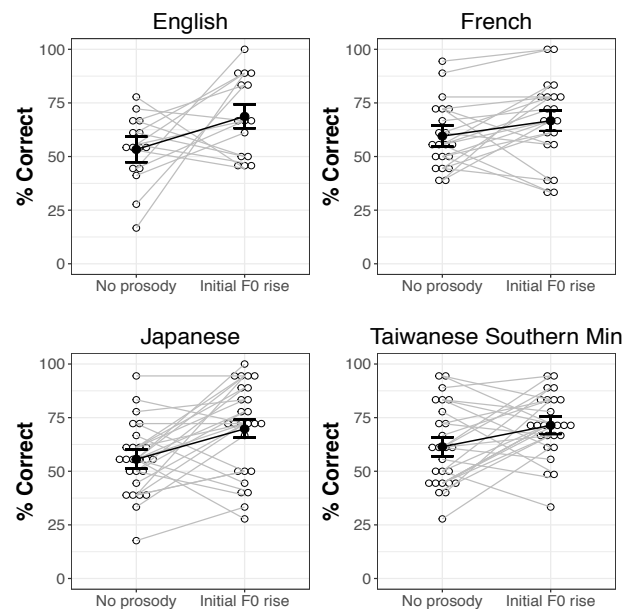 English
French
% Correct
100
75
50
25
0
No prosody
Initial F0 rise
% Correct
100
75
50
25
0
No prosody
Initial F0 rise
Japanese
Taiwanese Southern Min
% Correct
100
75
50
25
0
No prosody
Initial F0 rise
% Correct
100
75
50
25
0
No prosody
Initial F0 rise